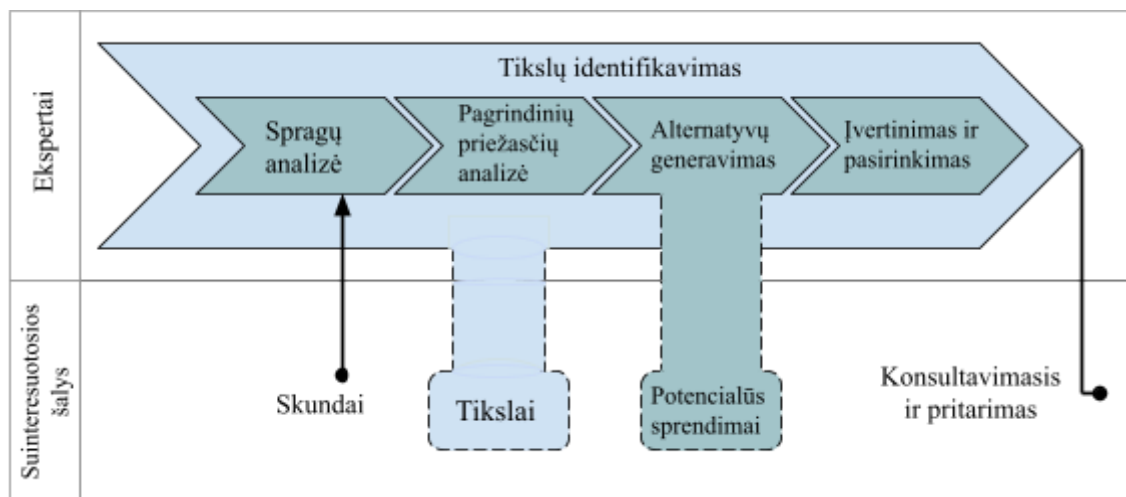 Ekspertai
Tikslų identifikavimas
Spragų
analizė
Pagrindinių
priežasčių
analizė
Alternatyvų
generavimas
Įvertinimas ir
pasirinkimas
Suinteresuotosios
šalys
Skundai
Tikslai
Potencialūs
sprendimai
Konsultavimasis
ir pritarimas